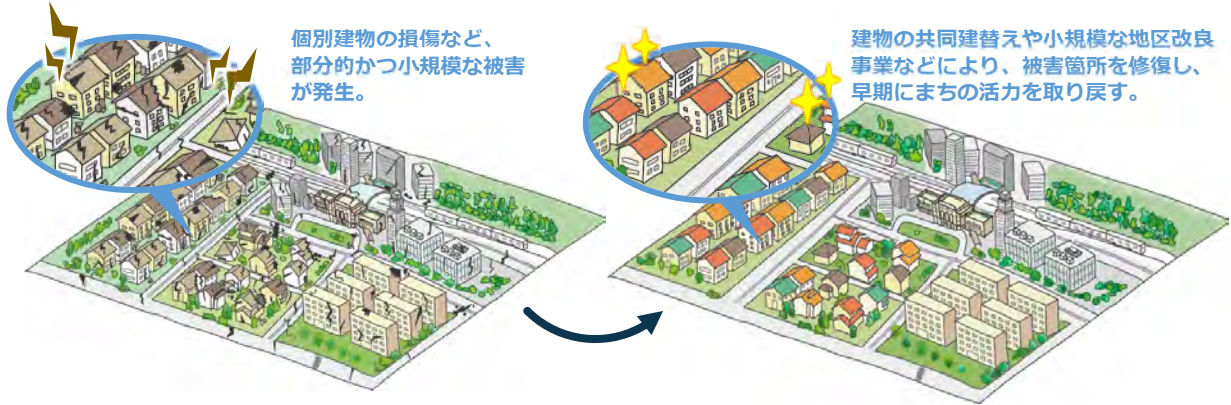 個別建物の損傷など、
部分的かつ小規模な被害
が発生。
建物の共同建替えや小規模な地区改良
事業などにより、被害箇所を修復し、
早期にまちの活力を取り戻す。